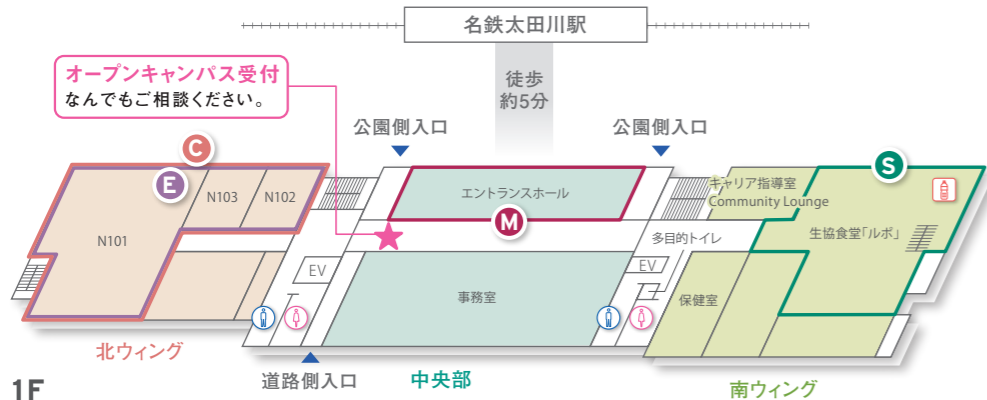 名鉄太田川駅
オープンキャンパス受付
なんでもご相談ください。
徒歩
約5分
公園側入口
公園側入口
C
E
S
N103
N102
エントランスホール
キャリア指導室
Community Lounge
M
N101
多目的トイレ
生協食堂「ルポ」
EV
EV
事務室
保健室
北ウィング
道路側入口
中央部
南ウィング
1F